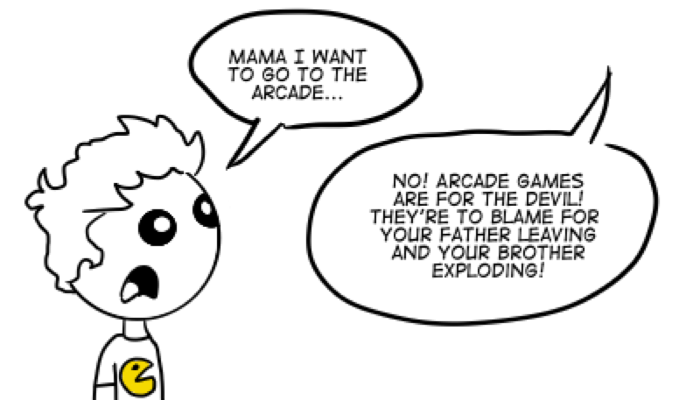 MAMA I WANT
TO GO TO THE
ARCADE...
NO! ARCADE GAMES
ARE FOR THE DEVIL!
THEY'RE TO BLAME FOR
YOUR FATHER LEAVING
AND YOUR BROTHER
EXPLODING!